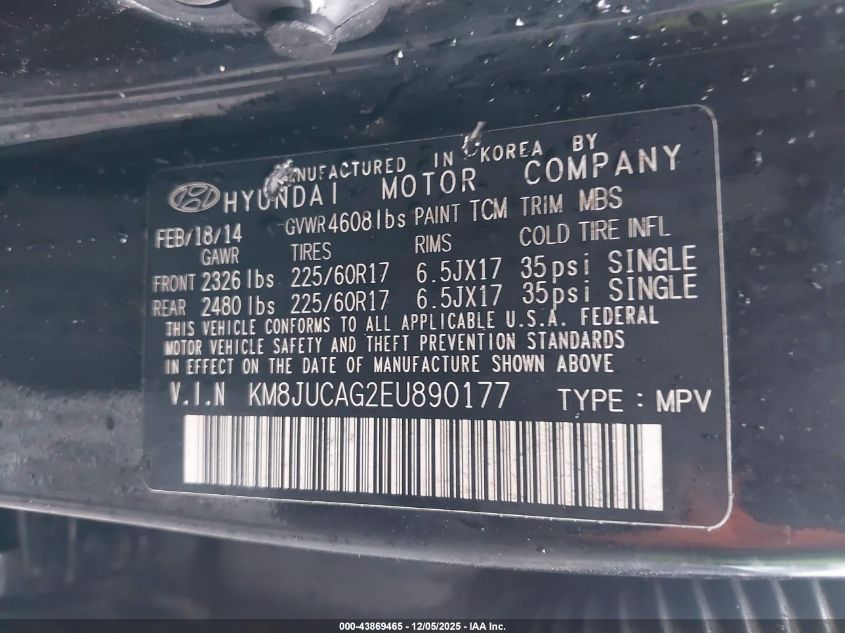 MANUFACTURED IN KOREA BY
HYUNDAI MOTOR COMPANY
FEB/18/14 GVWR 4608 lbs PAINT TCM TRIM MBS
GAWR TIRES RIMS COLD TIRE INFL
FRONT 2326 lbs 225/60R17 6.5JX17 35psi SINGLE
REAR 2480 lbs 225/60R17 6.5JX17 35psi SINGLE
THIS VEHICLE CONFORMS TO ALL APPLICABLE U.S.A. FEDERAL
MOTOR VEHICLE SAFETY AND THEFT PREVENTION STANDARDS
IN EFFECT ON THE DATE OF MANUFACTURE SHOWN ABOVE
V.I.N KM8JUCAG2EU890177 TYPE: MPV
000-43869465 - 12/05/2025 - IAA Inc.